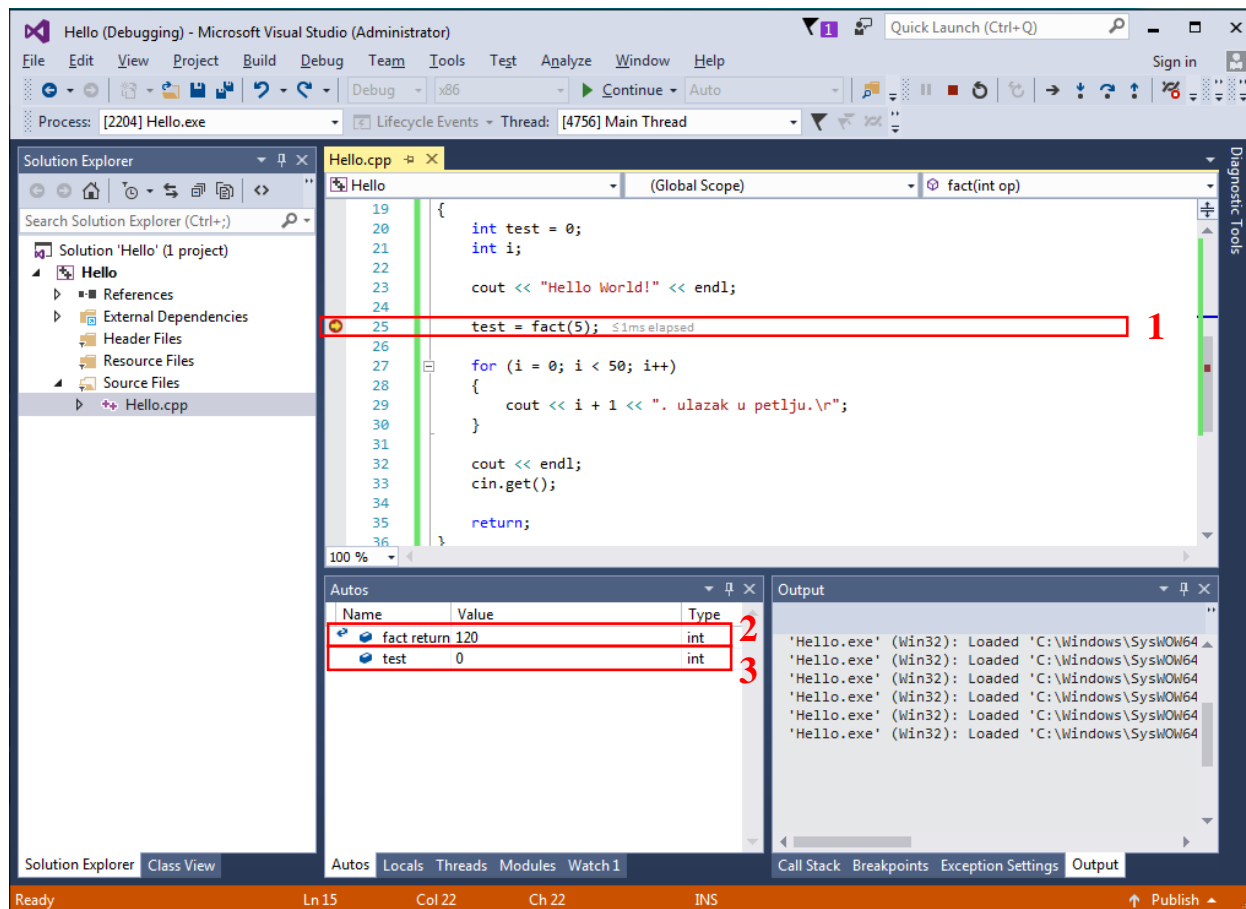 Hello (Debugging) - Microsoft Visual Studio (Administrator)
1
Quick Launch (Ctrl+Q)
File Edit View Project Build Debug Team Tools Test Analyze Window Help
Sign in
Debug x86 Continue Auto
Process: [2204] Hello.exe Lifecycle Events Thread: [4756] Main Thread
Solution Explorer
Search Solution Explorer (Ctrl+;)
Solution 'Hello' (1 project)
Hello
References
External Dependencies
Header Files
Resource Files
Source Files
Hello.cpp
Solution Explorer Class View
Hello.cpp
Hello (Global Scope) fact(int op)
19 {
20 int test = 0;
21 int i;
22
23 cout << "Hello World!" << endl;
24
25 test = fact(5); ≤1ms elapsed
1
26
27 for (i = 0; i < 50; i++)
28 {
29 cout << i + 1 << ". ulazak u petlju.\r";
30 }
31
32 cout << endl;
33 cin.get();
34
35 return;
36 }
100 %
Diagnostic Tools
Autos
Name Value Type
fact return 120 int
2
test 0 int
3
Autos Locals Threads Modules Watch 1
Output
'Hello.exe' (Win32): Loaded 'C:\Windows\SysWOW64
'Hello.exe' (Win32): Loaded 'C:\Windows\SysWOW64
'Hello.exe' (Win32): Loaded 'C:\Windows\SysWOW64
'Hello.exe' (Win32): Loaded 'C:\Windows\SysWOW64
'Hello.exe' (Win32): Loaded 'C:\Windows\SysWOW64
'Hello.exe' (Win32): Loaded 'C:\Windows\SysWOW64
Call Stack Breakpoints Exception Settings Output
Ready Ln 15 Col 22 Ch 22 INS Publish